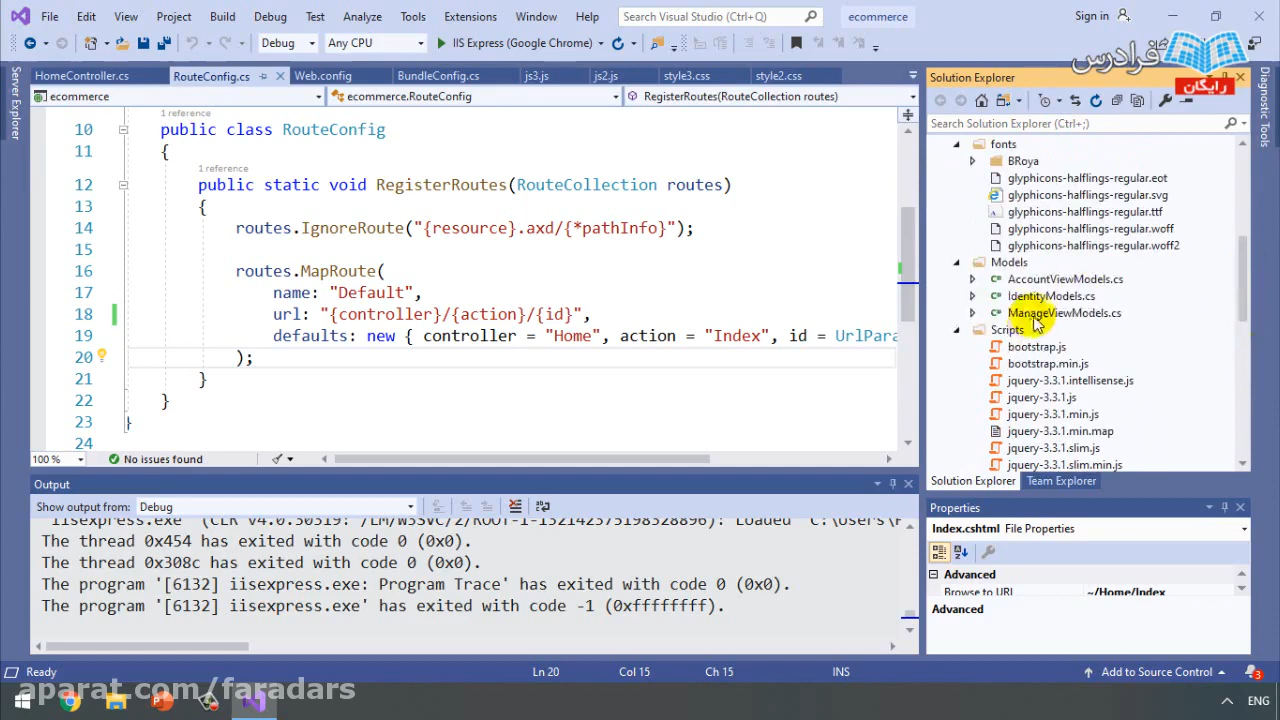 File Edit View Project Build Debug Test Analyze Tools Extensions Window Help Search Visual Studio (Ctrl+Q) ecommerce Sign in
Debug Any CPU IIS Express (Google Chrome)
فرادرس
رایگان
Server Explorer
HomeController.cs RouteConfig.cs Web.config BundleConfig.cs js3.js js2.js style3.css style2.css
ecommerce ecommerce.RouteConfig RegisterRoutes(RouteCollection routes)
1 reference
10 public class RouteConfig
11 {
1 reference
12 public static void RegisterRoutes(RouteCollection routes)
13 {
14 routes.IgnoreRoute("{resource}.axd/{*pathInfo}");
15
16 routes.MapRoute(
17 name: "Default",
18 url: "{controller}/{action}/{id}",
19 defaults: new { controller = "Home", action = "Index", id = UrlPara
20 );
21 }
22 }
23 }
24
100 % No issues found
Output
Show output from: Debug
The thread 0x454 has exited with code 0 (0x0).
The thread 0x308c has exited with code 0 (0x0).
The program '[6132] iisexpress.exe: Program Trace' has exited with code 0 (0x0).
The program '[6132] iisexpress.exe' has exited with code -1 (0xffffffff).
Solution Explorer
Search Solution Explorer (Ctrl+;)
fonts
BRoya
glyphicons-halflings-regular.eot
glyphicons-halflings-regular.svg
glyphicons-halflings-regular.ttf
glyphicons-halflings-regular.woff
glyphicons-halflings-regular.woff2
Models
AccountViewModels.cs
IdentityModels.cs
ManageViewModels.cs
Scripts
bootstrap.js
bootstrap.min.js
jquery-3.3.1.intellisense.js
jquery-3.3.1.js
jquery-3.3.1.min.js
jquery-3.3.1.min.map
jquery-3.3.1.slim.js
jquery-3.3.1.slim.min.js
Solution Explorer Team Explorer
Properties
Index.cshtml File Properties
Advanced
Browse to URL ~/Home/Index
Advanced
Diagnostic Tools
Ready Ln 20 Col 15 Ch 15 INS Add to Source Control 3
aparat.com/faradars
ENG